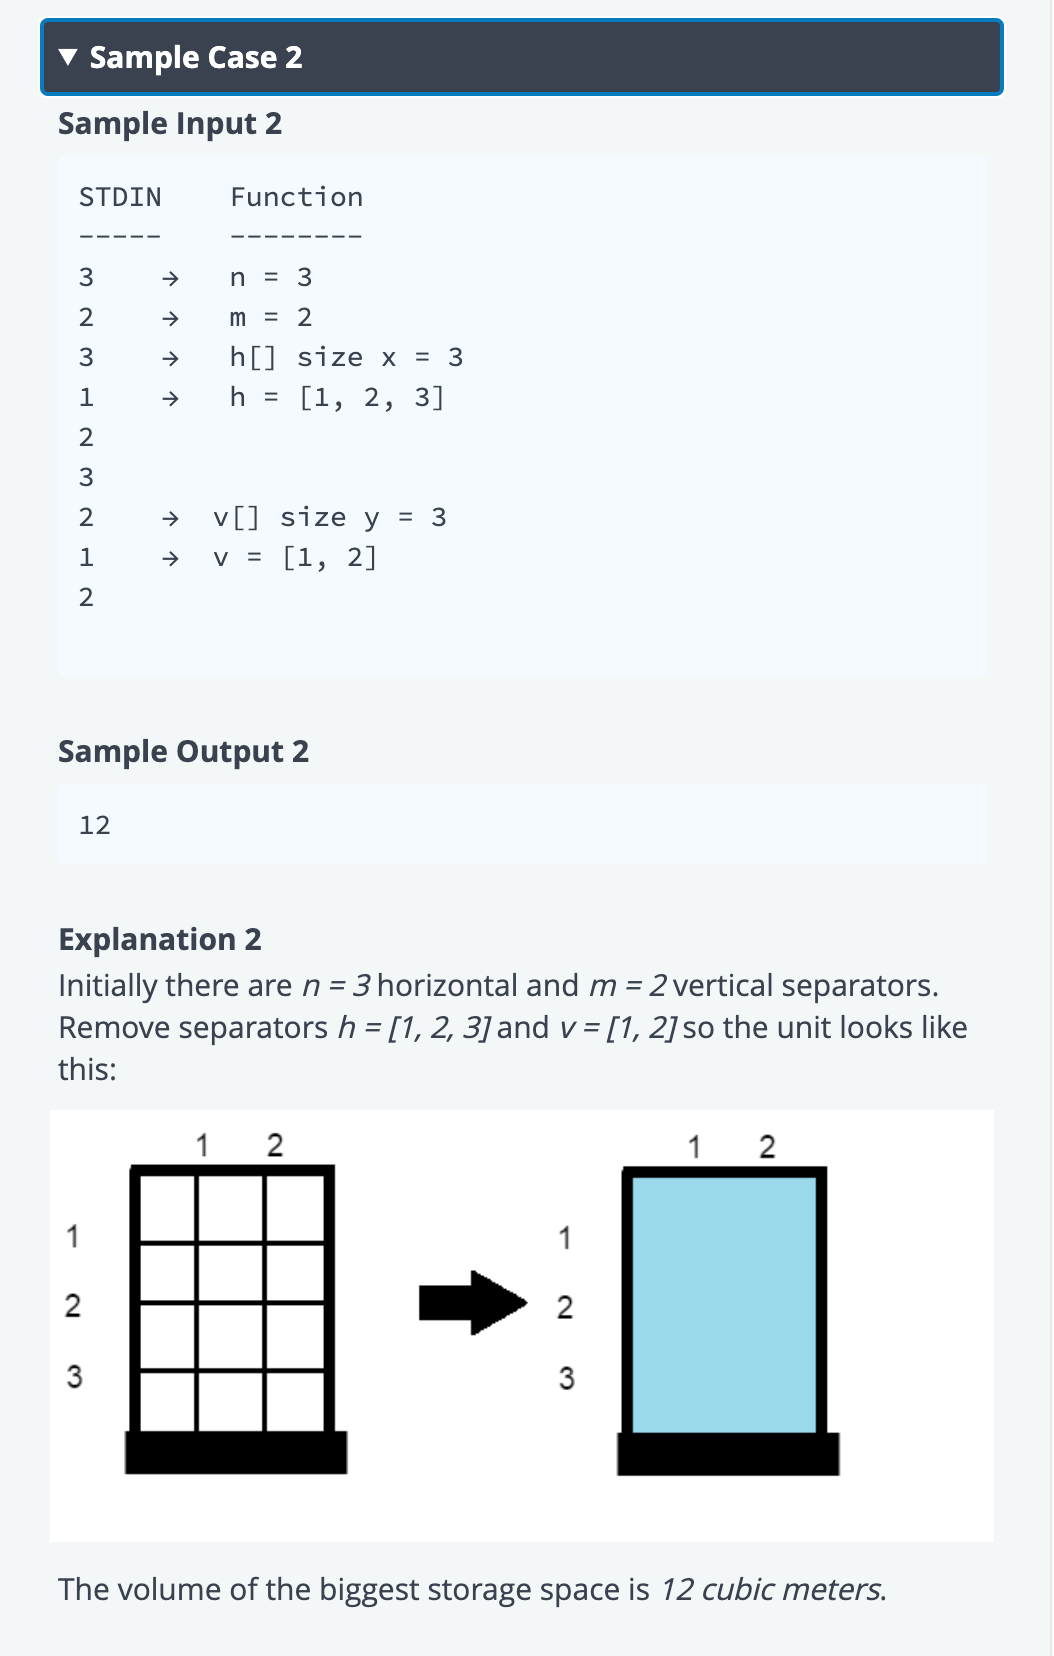 ▼ Sample Case 2
Sample Input 2
STDIN    Function
-----    --------
3    →   n = 3
2    →   m = 2
3    →   h[] size x = 3
1    →   h = [1, 2, 3]
2
3
2    →  v[] size y = 3
1    →  v = [1, 2]
2
Sample Output 2
12
Explanation 2
Initially there are n = 3 horizontal and m = 2 vertical separators.
Remove separators h = [1, 2, 3] and v = [1, 2] so the unit looks like
this:
1 2
1
2
3
1 2
1
2
3
The volume of the biggest storage space is 12 cubic meters.